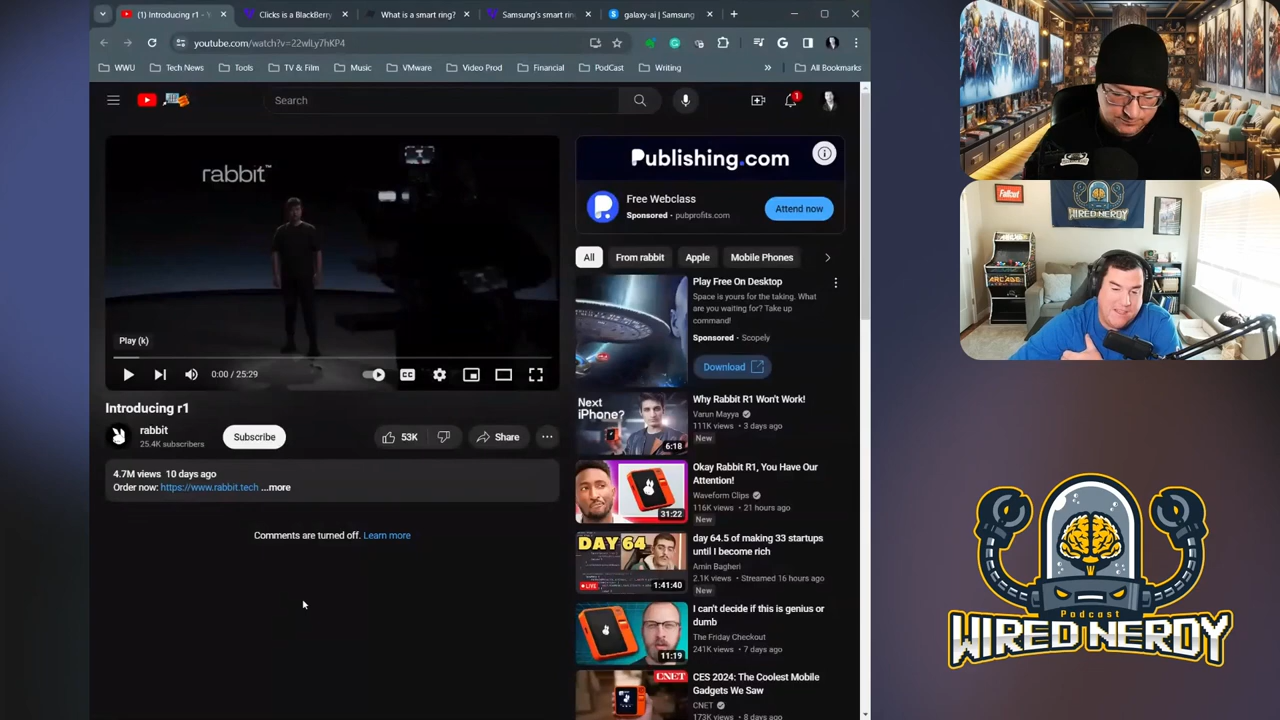 (1) Introducing r1 - Y
Clicks is a BlackBerry
What is a smart ring?
Samsung's smart rin
galaxy-ai | Samsung
youtube.com/watch?v=22wlLy7hKP4
WWU
Tech News
Tools
TV & Film
Music
VMware
Video Prod
Financial
PodCast
Writing
»
All Bookmarks
Search
1
rabbit™
Play (k)
0:00 / 25:29
CC
Introducing r1
rabbit
25.4K subscribers
Subscribe
53K
Share
4.7M views 10 days ago
Order now: https://www.rabbit.tech ...more
Comments are turned off. Learn more
Publishing.com
Free Webclass
Sponsored • pubprofits.com
Attend now
All
From rabbit
Apple
Mobile Phones
Play Free On Desktop
Space is yours for the taking. What
are you waiting for? Take up
command!
Sponsored • Scopely
Download
Next
iPhone?
6:18
Why Rabbit R1 Won't Work!
Varun Mayya
111K views • 3 days ago
New
31:22
Okay Rabbit R1, You Have Our
Attention!
Waveform Clips
116K views • 21 hours ago
New
DAY 64
LIVE
1:41:40
day 64.5 of making 33 startups
until I become rich
Amin Bagheri
2.1K views • Streamed 16 hours ago
New
11:19
I can't decide if this is genius or
dumb
The Friday Checkout
241K views • 7 days ago
CNET
CES 2024: The Coolest Mobile
Gadgets We Saw
CNET
173K views • 8 days ago
Fallout
WIRED NERDY
ARCADE
Podcast
WIRED NERDY